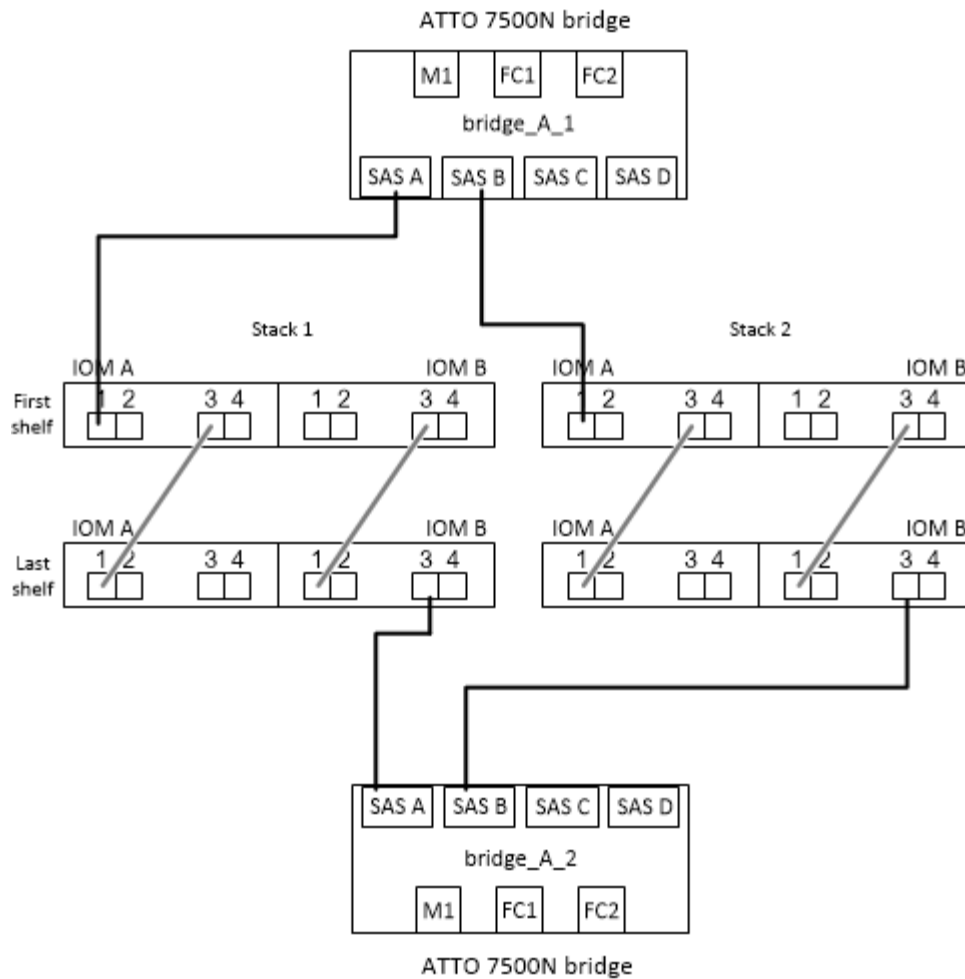 ATTO 7500N bridge
M1 FC1 FC2
bridge_A_1
SAS A SAS B SAS C SAS D
Stack 1 Stack 2
IOM A IOM B IOM A IOM B
First shelf
1 2 3 4 1 2 3 4 1 2 3 4 1 2 3 4
IOM A IOM B IOM A IOM B
Last shelf
1 2 3 4 1 2 3 4 1 2 3 4 1 2 3 4
SAS A SAS B SAS C SAS D
bridge_A_2
M1 FC1 FC2
ATTO 7500N bridge